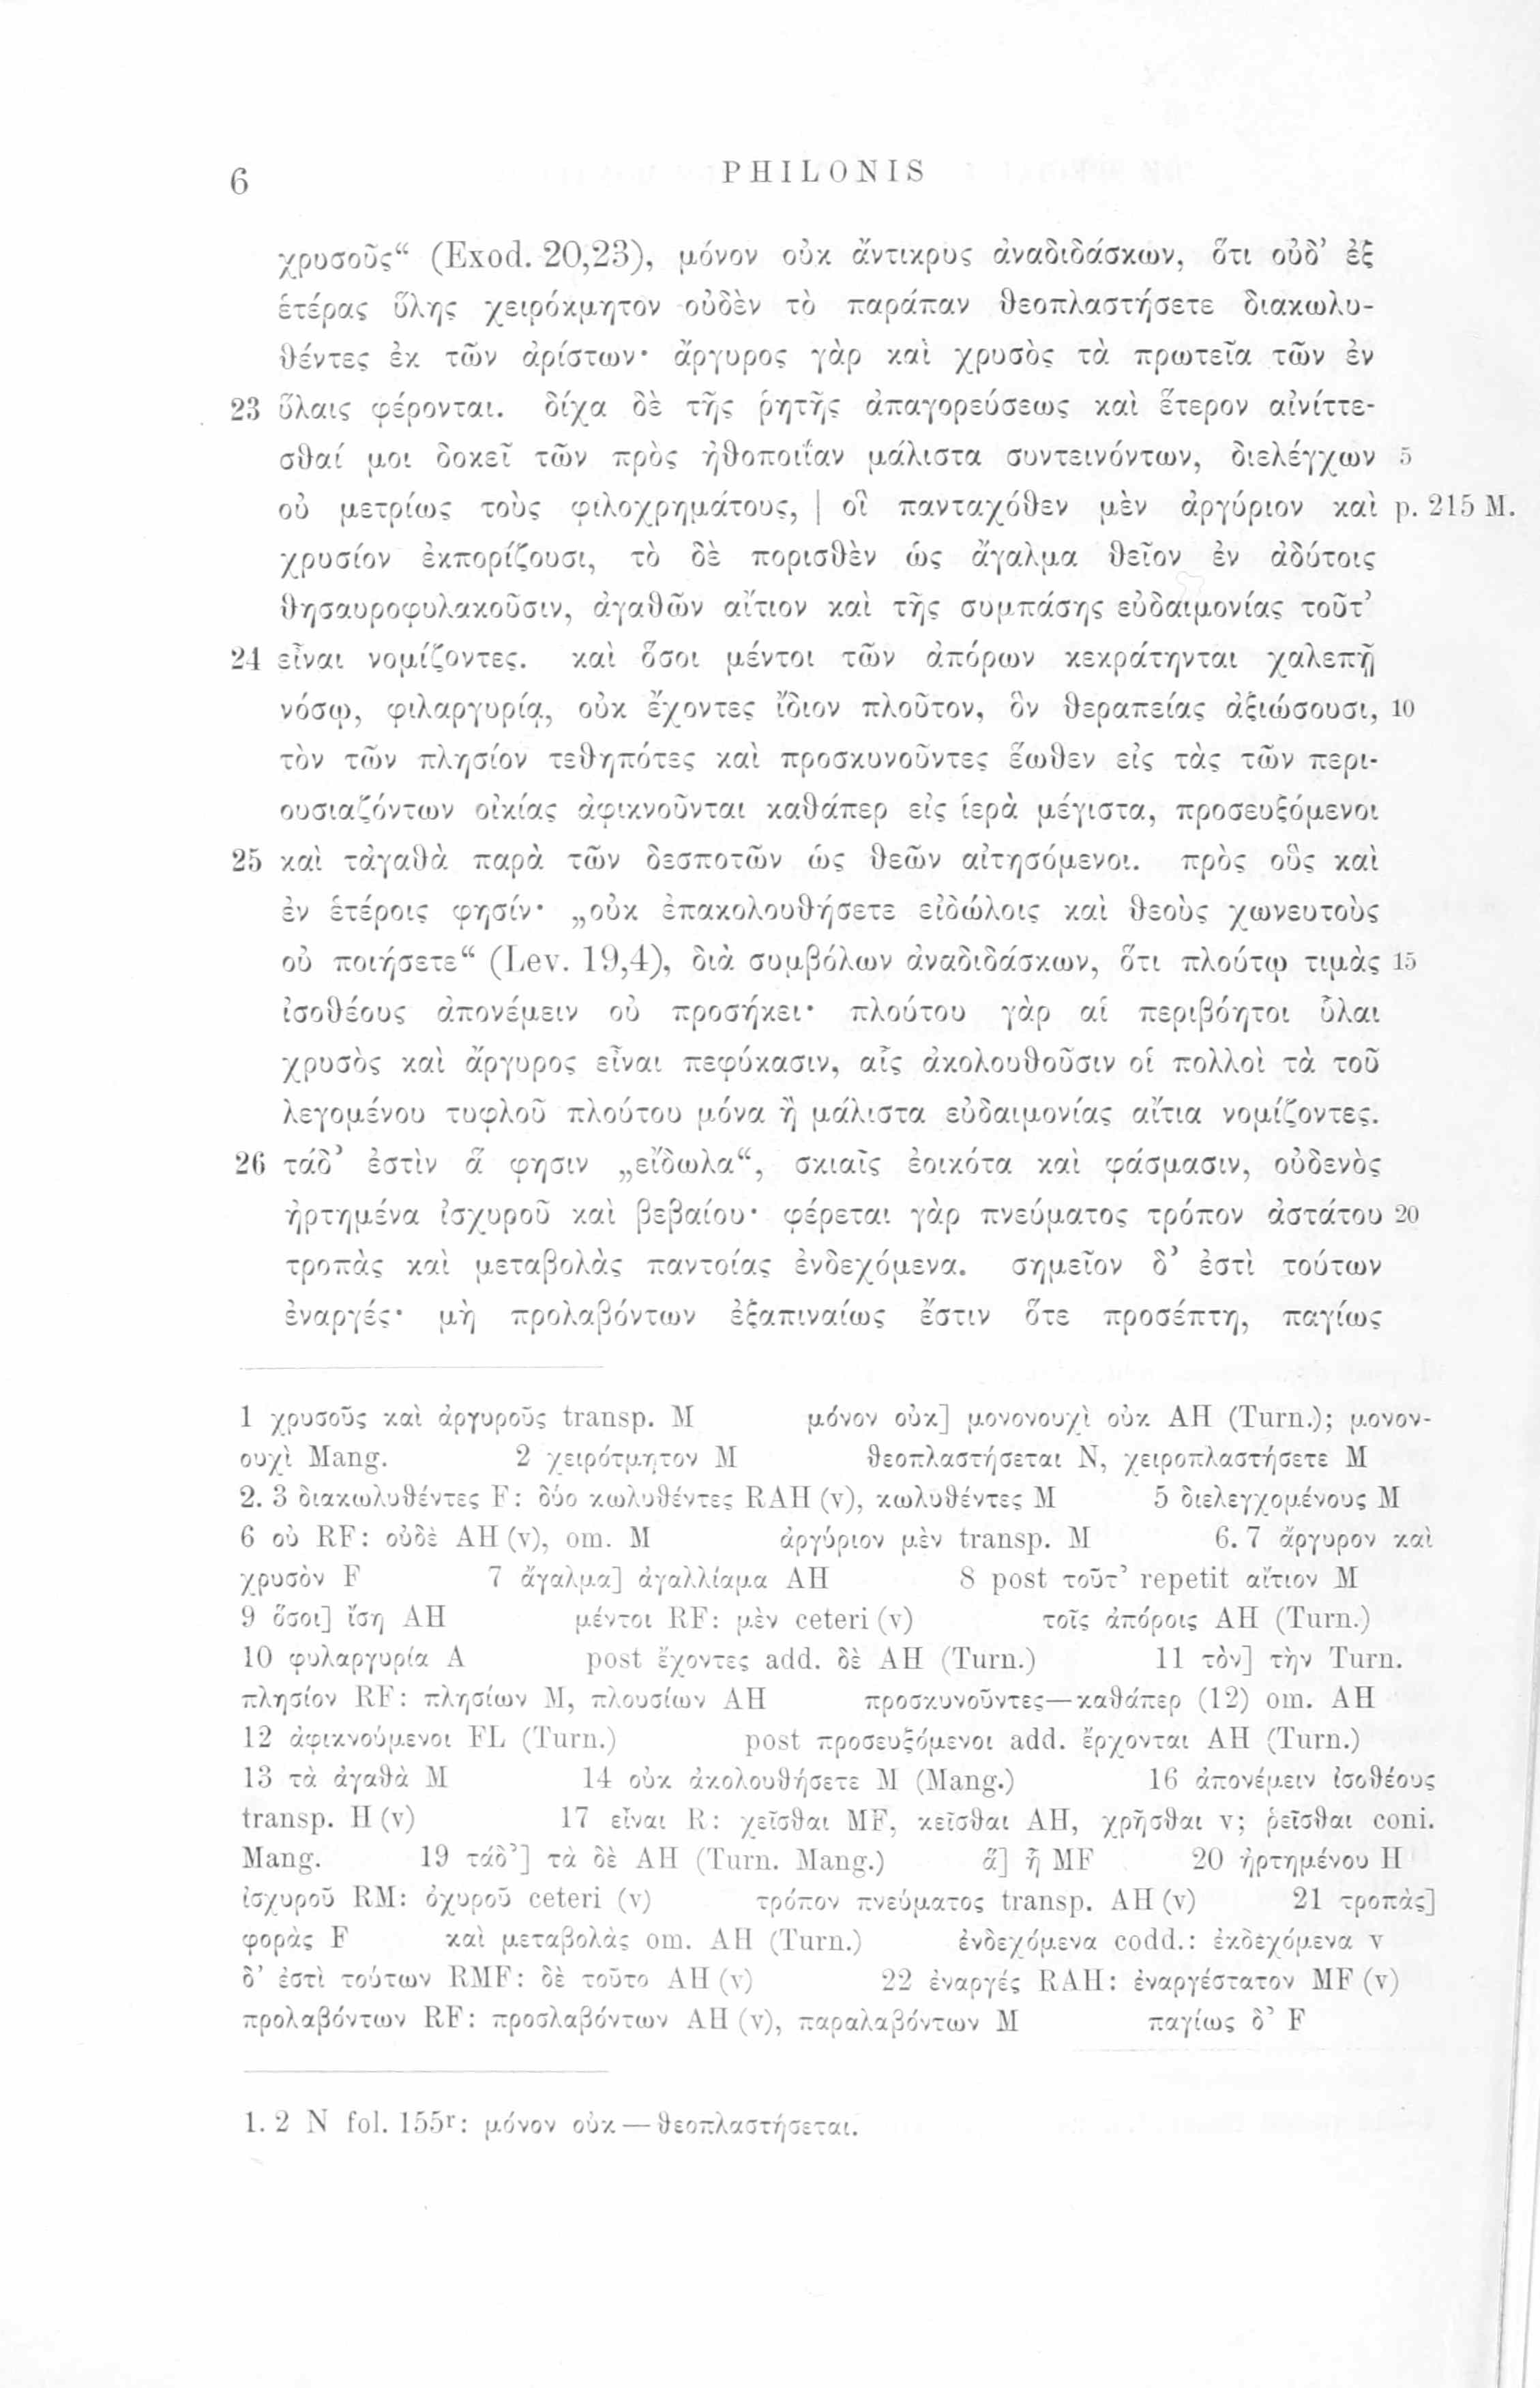 6 PHILONIS
χρυσοῦς“ (Exod. 20,23), μόνον οὐκ ἄντικρυς ἀναδιδάσκων, ὅτι οὐδ’ ἐξ
ἑτέρας ὕλης χειρόκμητον οὐδὲν τὸ παράπαν θεοπλαστήσετε διακωλυ-
θέντες ἐκ τῶν ἀρίστων· ἄργυρος γὰρ καὶ χρυσὸς τὰ πρωτεῖα τῶν ἐν
23 ὕλαις φέρονται. δίχα δὲ τῆς ῥητῆς ἀπαγορεύσεως καὶ ἕτερον αἰνίττε-
σθαί μοι δοκεῖ τῶν πρὸς ἠθοποιΐαν μάλιστα συντεινόντων, διελέγχων 5
οὐ μετρίως τοὺς φιλοχρημάτους, | οἳ πανταχόθεν μὲν ἀργύριον καὶ p. 215 M.
χρυσίον ἐκπορίζουσι, τὸ δὲ πορισθὲν ὡς ἄγαλμα θεῖον ἐν ἀδύτοις
θησαυροφυλακοῦσιν, ἀγαθῶν αἴτιον καὶ τῆς συμπάσης εὐδαιμονίας τοῦτ’
24 εἶναι νομίζοντες. καὶ ὅσοι μέντοι τῶν ἀπόρων κεκράτηνται χαλεπῇ
νόσῳ, φιλαργυρίᾳ, οὐκ ἔχοντες ἴδιον πλοῦτον, ὃν θεραπείας ἀξιώσουσι, 10
τὸν τῶν πλησίον τεθηπότες καὶ προσκυνοῦντες ἕωθεν εἰς τὰς τῶν περι-
ουσιαζόντων οἰκίας ἀφικνοῦνται καθάπερ εἰς ἱερὰ μέγιστα, προσευξόμενοι
25 καὶ τἀγαθὰ παρὰ τῶν δεσποτῶν ὡς θεῶν αἰτησόμενοι. πρὸς οὓς καὶ
ἐν ἑτέροις φησίν· „οὐκ ἐπακολουθήσετε εἰδώλοις καὶ θεοὺς χωνευτοὺς
οὐ ποιήσετε“ (Lev. 19,4), διὰ συμβόλων ἀναδιδάσκων, ὅτι πλούτῳ τιμὰς 15
ἰσοθέους ἀπονέμειν οὐ προσήκει· πλούτου γὰρ αἱ περιβόητοι ὗλαι
χρυσὸς καὶ ἄργυρος εἶναι πεφύκασιν, αἷς ἀκολουθοῦσιν οἱ πολλοὶ τὰ τοῦ
λεγομένου τυφλοῦ πλούτου μόνα ἢ μάλιστα εὐδαιμονίας αἴτια νομίζοντες.
26 τάδ’ ἐστὶν ἅ φησιν „εἴδωλα“, σκιαῖς ἐοικότα καὶ φάσμασιν, οὐδενὸς
ἠρτημένα ἰσχυροῦ καὶ βεβαίου· φέρεται γὰρ πνεύματος τρόπον ἀστάτου 20
τροπὰς καὶ μεταβολὰς παντοίας ἐνδεχόμενα. σημεῖον δ’ ἐστὶ τούτων
ἐναργές· μὴ προλαβόντων ἐξαπιναίως ἔστιν ὅτε προσέπτη, παγίως
1 χρυσοῦς καὶ ἀργυροῦς transp. M μόνον οὐκ] μονονουχὶ οὐκ AH (Turn.); μονον-
ουχὶ Mang. 2 χειρότμητον M θεοπλαστήσεται N, χειροπλαστήσετε M
2. 3 διακωλυθέντες F: δύο κωλυθέντες RAH (v), κωλυθέντες M 5 διελεγχομένους M
6 οὐ RF: οὐδὲ AH (v), om. M ἀργύριον μὲν transp. M 6. 7 ἄργυρον καὶ
χρυσὸν F 7 ἄγαλμα] ἀγαλλίαμα AH 8 post τοῦτ’ repetit αἴτιον M
9 ὅσοι] ἴση AH μέντοι RF: μὲν ceteri (v) τοῖς ἀπόροις AH (Turn.)
10 φυλαργυρία A post ἔχοντες add. δὲ AH (Turn.) 11 τὸν] τὴν Turn.
πλησίον RF: πλησίων M, πλουσίων AH προσκυνοῦντες—καθάπερ (12) om. AH
12 ἀφικνούμενοι FL (Turn.) post προσευξόμενοι add. ἔρχονται AH (Turn.)
13 τὰ ἀγαθὰ M 14 οὐκ ἀκολουθήσετε M (Mang.) 16 ἀπονέμειν ἰσοθέους
transp. H (v) 17 εἶναι R: χεῖσθαι MF, κεῖσθαι AH, χρῆσθαι v; ῥεῖσθαι coni.
Mang. 19 τάδ’] τὰ δὲ AH (Turn. Mang.) ἅ] ἡ MF 20 ἠρτημένου H
ἰσχυροῦ RM: ὀχυροῦ ceteri (v) τρόπον πνεύματος transp. AH (v) 21 τροπὰς]
φορὰς F καὶ μεταβολὰς om. AH (Turn.) ἐνδεχόμενα codd.: ἐκδεχόμενα v
δ’ ἐστὶ τούτων RMF: δὲ τοῦτο AH (v) 22 ἐναργές RAH: ἐναργέστατον MF (v)
προλαβόντων RF: προσλαβόντων AH (v), παραλαβόντων M παγίως δ’ F
1. 2 N fol. 155r: μόνον οὐκ — θεοπλαστήσεται.